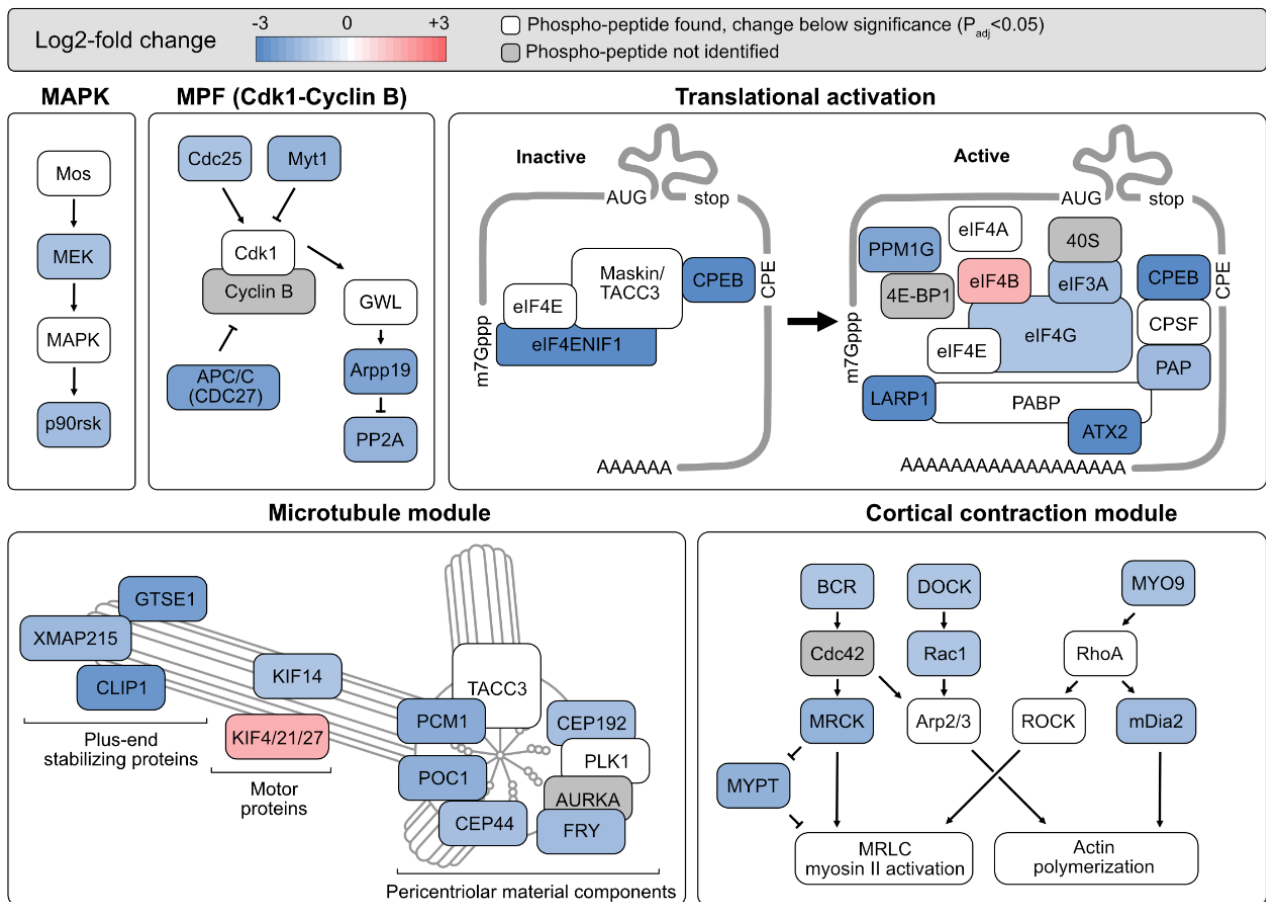 Log2-fold change
-3 0 +3
Phospho-peptide found, change below significance (Padj<0.05)
Phospho-peptide not identified
MAPK
Mos
MEK
MAPK
p90rsk
MPF (Cdk1-Cyclin B)
Cdc25
Myt1
Cdk1
Cyclin B
GWL
APC/C
(CDC27)
Arpp19
PP2A
Translational activation
Inactive
AUG
stop
Maskin/
TACC3
CPEB
CPE
eIF4E
eIF4ENIF1
m7Gppp
AAAAAA
Active
AUG
stop
PPM1G
eIF4A
40S
4E-BP1
eIF4B
eIF3A
CPEB
CPE
eIF4E
eIF4G
CPSF
PAP
m7Gppp
LARP1
PABP
ATX2
AAAAAAAAAAAAAAAAA
Microtubule module
GTSE1
XMAP215
CLIP1
KIF14
KIF4/21/27
Plus-end
stabilizing proteins
Motor
proteins
TACC3
PCM1
CEP192
PLK1
POC1
AURKA
CEP44
FRY
Pericentriolar material components
Cortical contraction module
BCR
DOCK
MYO9
Cdc42
Rac1
RhoA
MRCK
Arp2/3
ROCK
mDia2
MYPT
MRLC
myosin II activation
Actin
polymerization